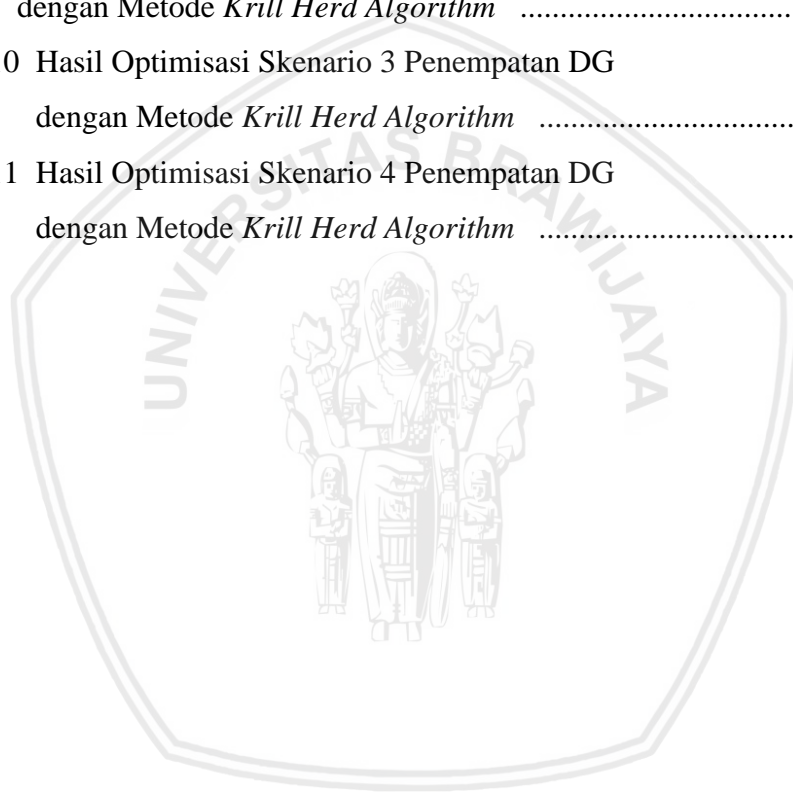 dengan Metode Krill Herd Algorithm ..................................
0 Hasil Optimisasi Skenario 3 Penempatan DG
dengan Metode Krill Herd Algorithm ................................
1 Hasil Optimisasi Skenario 4 Penempatan DG
dengan Metode Krill Herd Algorithm ................................
UNIVERSITAS BRAWIJAYA